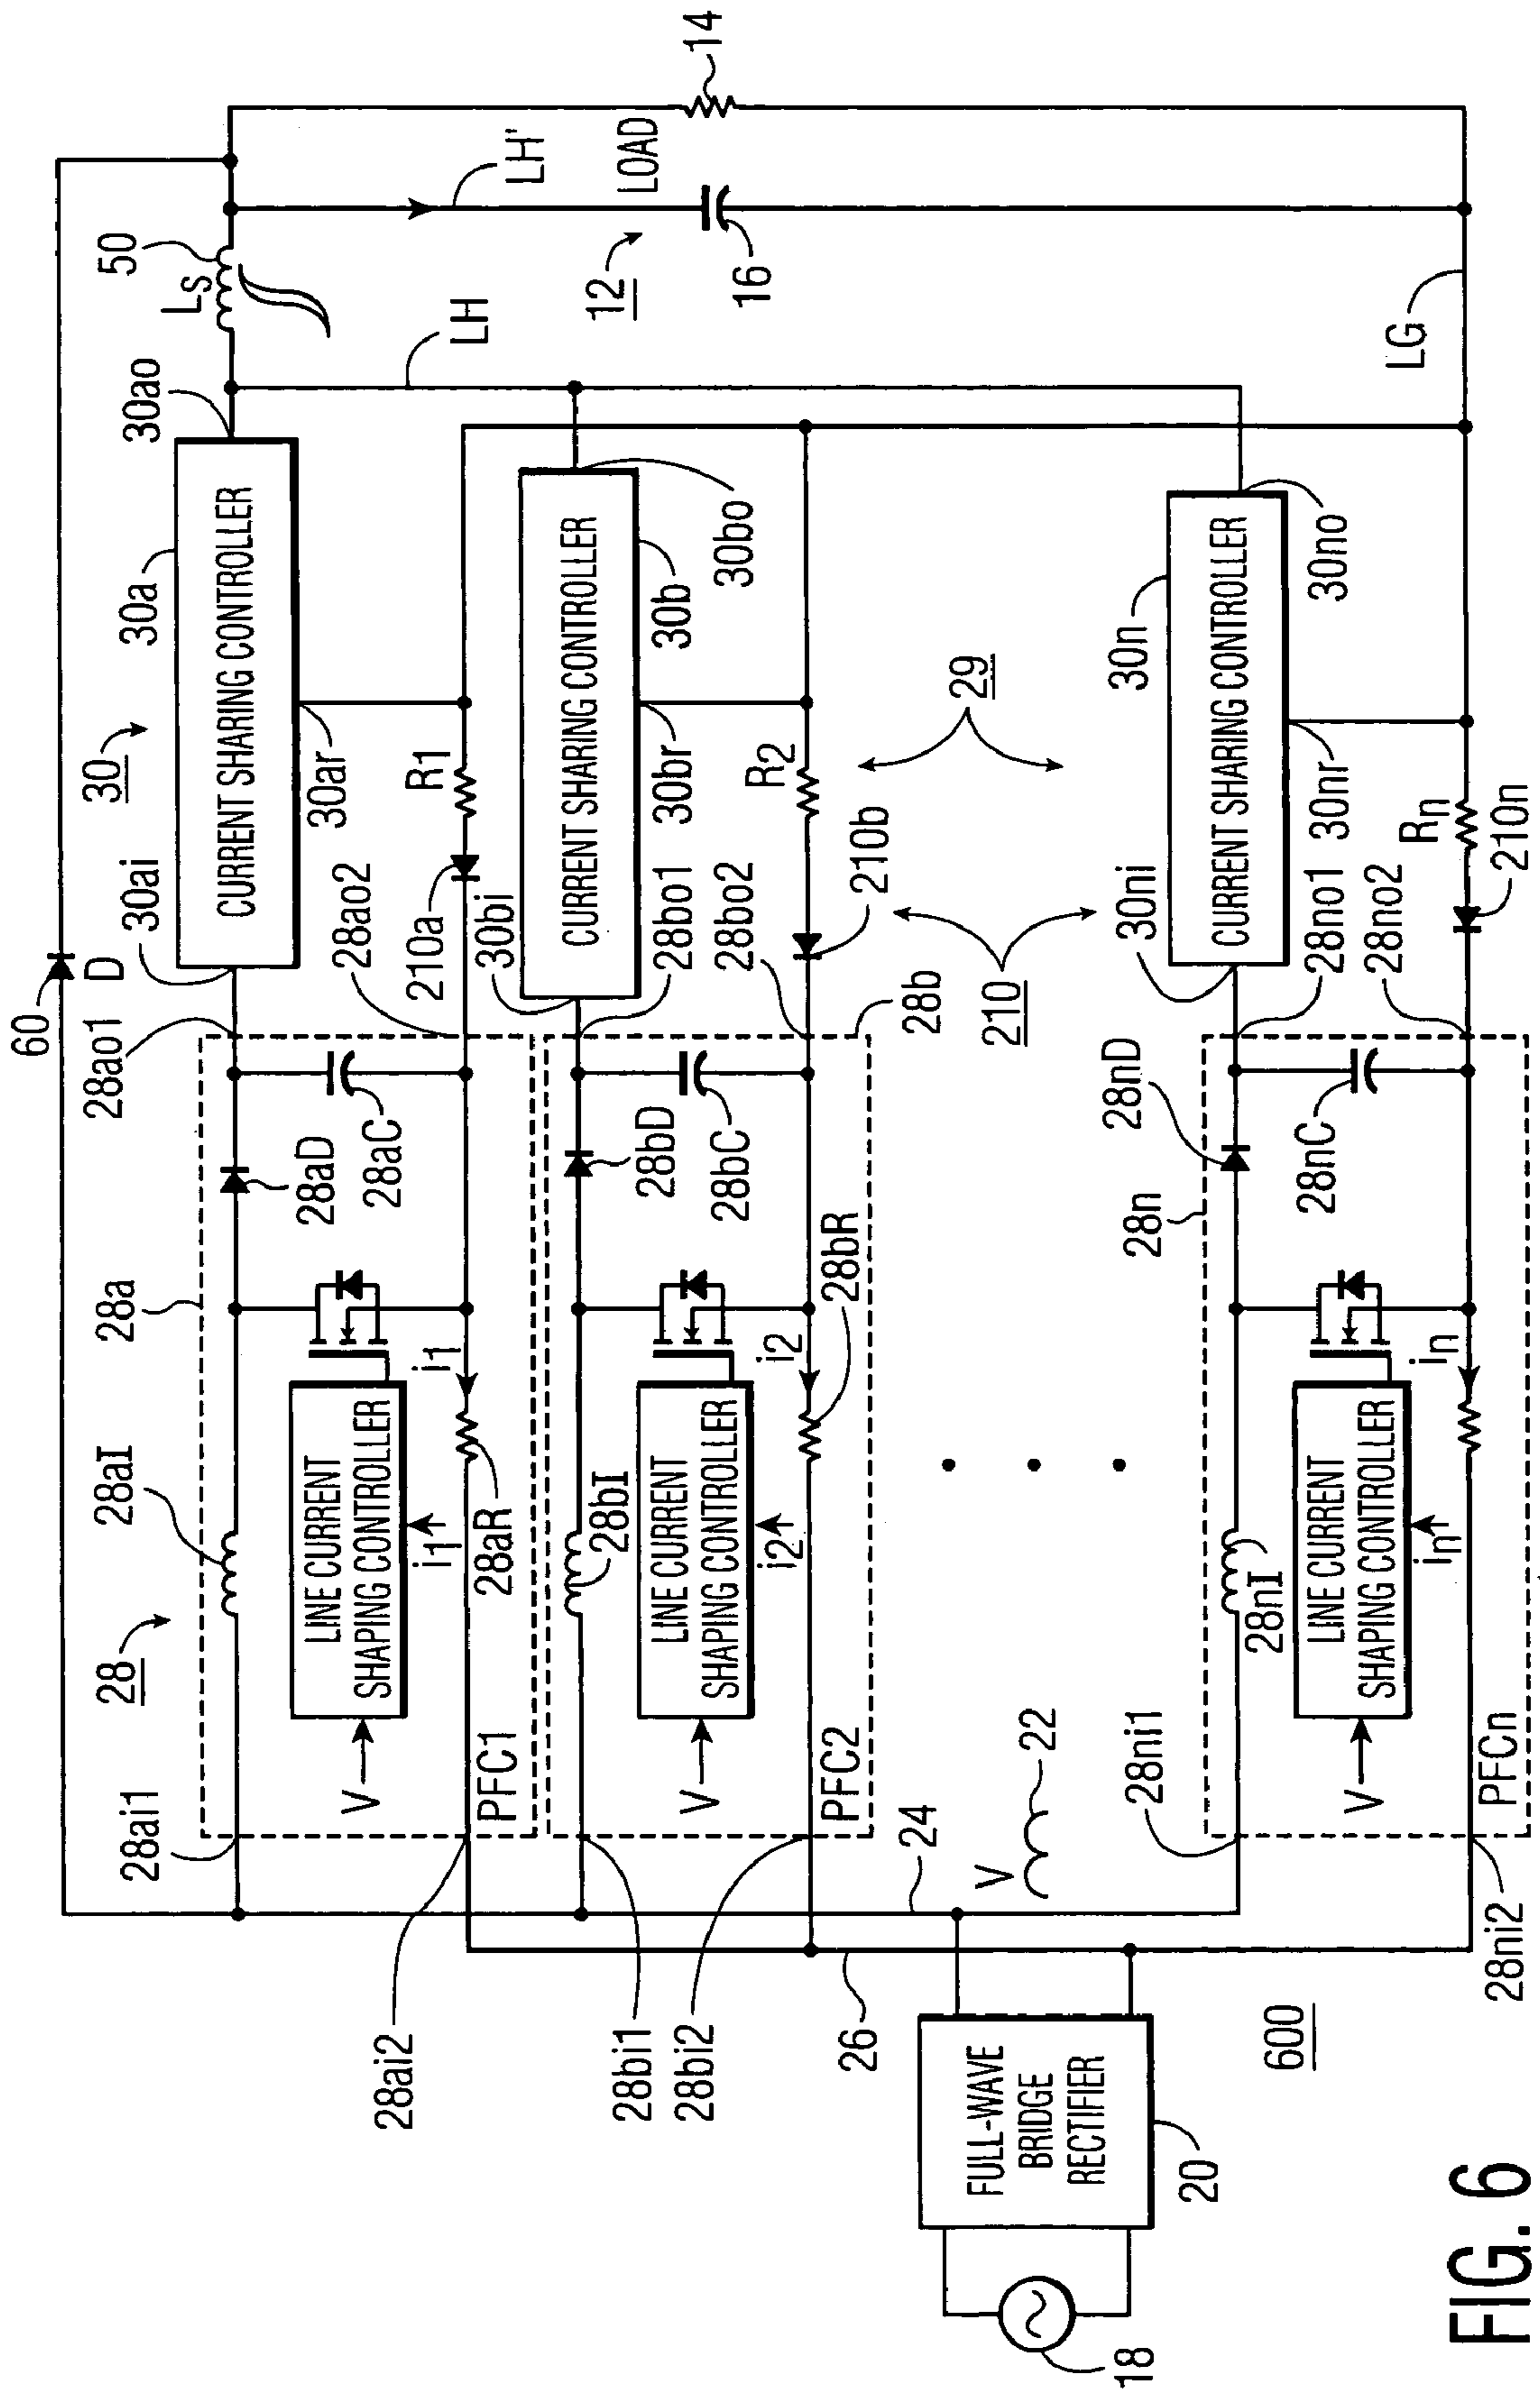 60
D
28ao1
30ai
30
30a
30ao
LS
50
LH
LH'
LOAD
14
12
16
LG
CURRENT SHARING CONTROLLER
30ar
R1
210a
28ao2
28
28aI
28a
28aD
28aC
LINE CURRENT
SHAPING CONTROLLER
V
i1
i1
28aR
PFC1
28ai1
28ai2
CURRENT SHARING CONTROLLER
30bi
30b
30bo
30br
R2
28bo1
28bo2
210b
28b
28bI
28bD
28bC
28bR
LINE CURRENT
SHAPING CONTROLLER
V
i2
i2
PFC2
28bi1
28bi2
29
210
CURRENT SHARING CONTROLLER
30ni
30n
30no
30nr
Rn
210n
28no1
28no2
28n
28nI
28nD
28nC
LINE CURRENT
SHAPING CONTROLLER
V
in
in
PFCn
28ni1
28ni2
V
22
24
26
FULL-WAVE
BRIDGE
RECTIFIER
20
18
600
FIG. 6